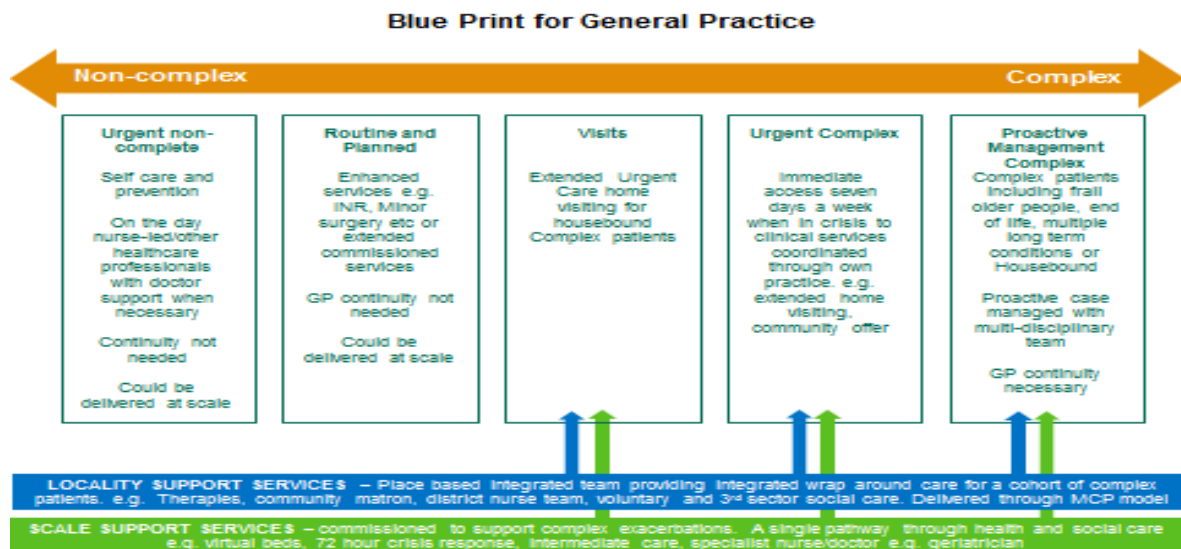 Blue Print for General Practice
Non-complex
Complex
Urgent non-
complete
Self care and
prevention
On the day
nurse-led/other
healthcare
professionals
with doctor
support when
necessary
Continuity not
needed
Could be
delivered at scale
Routine and
Planned
Enhanced
services e.g.
INR, Minor
surgery etc or
extended
commissioned
services
GP continuity not
needed
Could be
delivered at scale
Visits
Extended Urgent
Care home
visiting for
housebound
Complex patients
Urgent Complex
Immediate
access seven
days a week
when in crisis to
clinical services
coordinated
through own
practice. e.g.
extended home
visiting,
community offer
Proactive
Management
Complex
Complex patients
including frail
older people, end
of life, multiple
long term
conditions or
Housebound
Proactive case
managed with
multi-disciplinary
team
GP continuity
necessary
LOCALITY SUPPORT SERVICES – Place based integrated team providing integrated wrap around care for a cohort of complex
patients. e.g. Therapies, community matron, district nurse team, voluntary and 3rd sector social care. Delivered through MCP model
SCALE SUPPORT SERVICES – commissioned to support complex exacerbations. A single pathway through health and social care
e.g. virtual beds, 72 hour crisis response, intermediate care, specialist nurse/doctor e.g. geriatrician